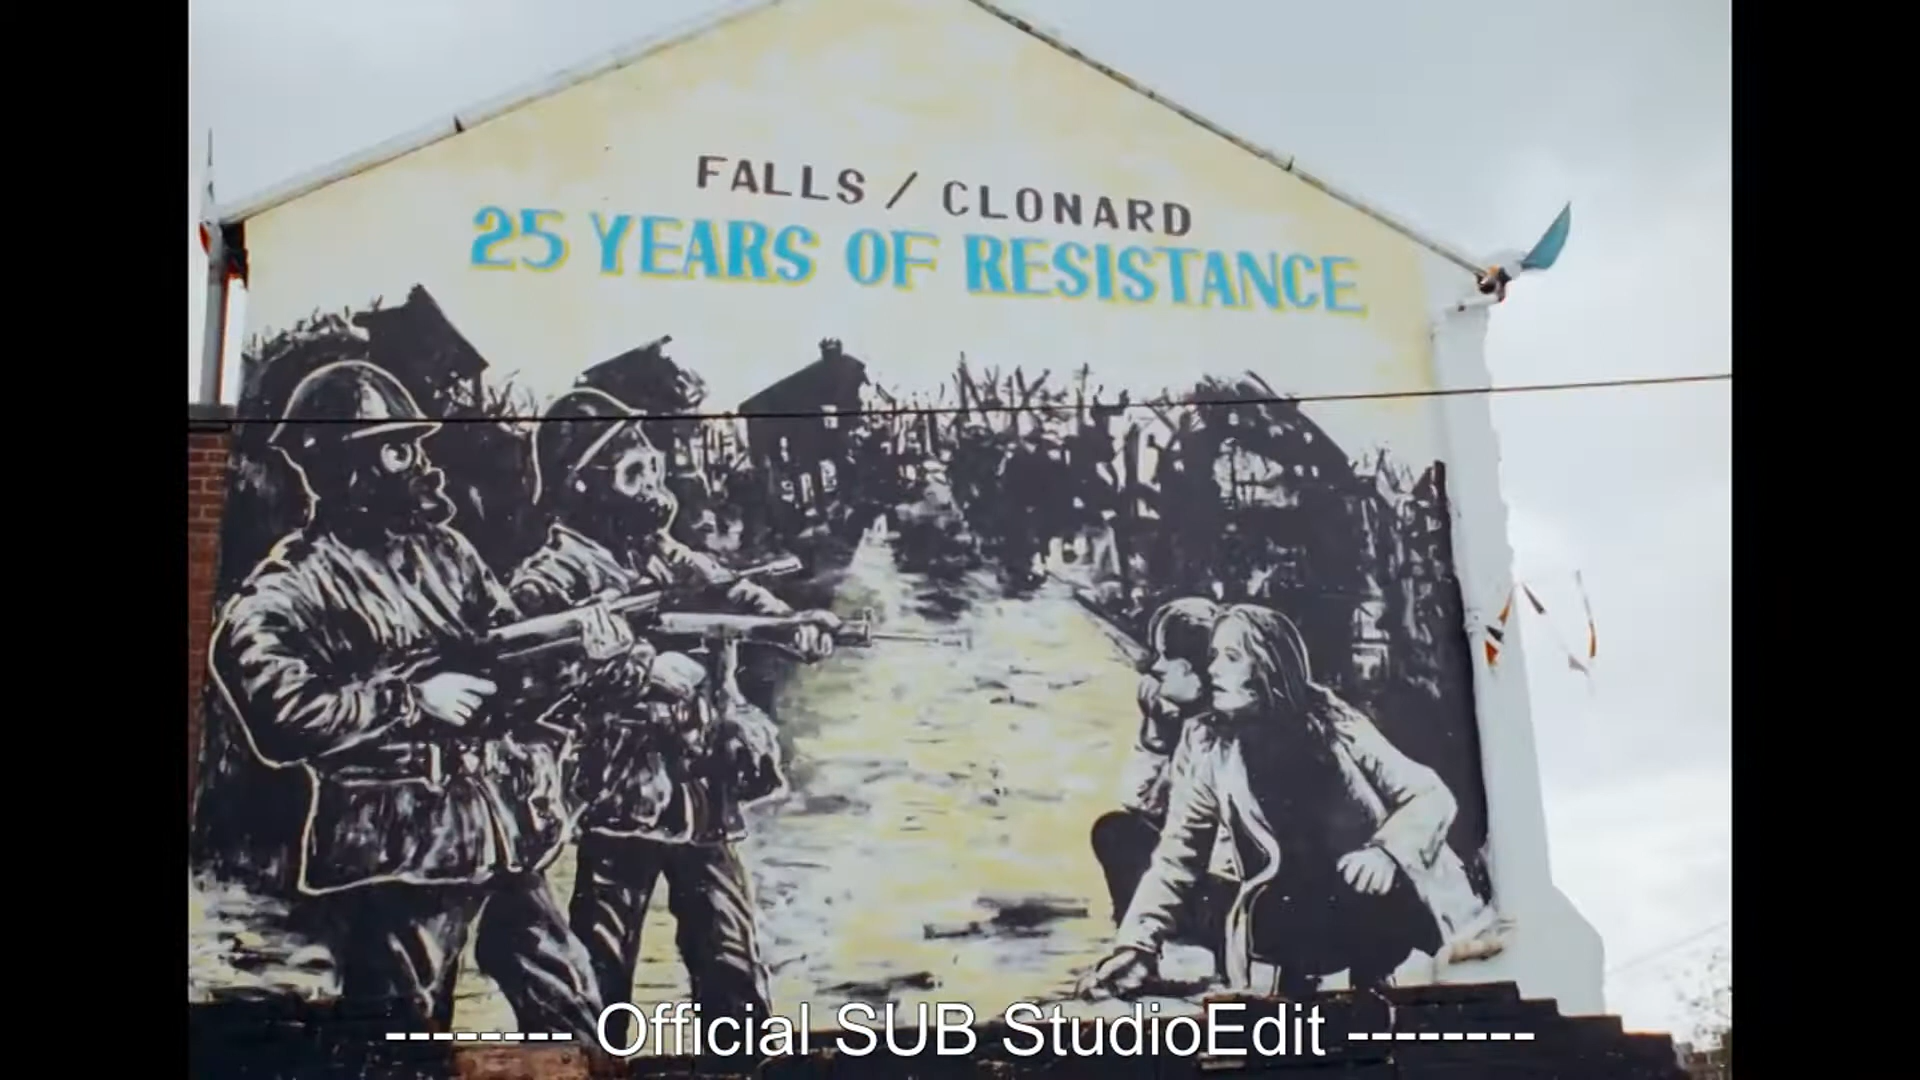 FALLS / CLONARD
25 YEARS OF RESISTANCE
-------- Official SUB StudioEdit --------